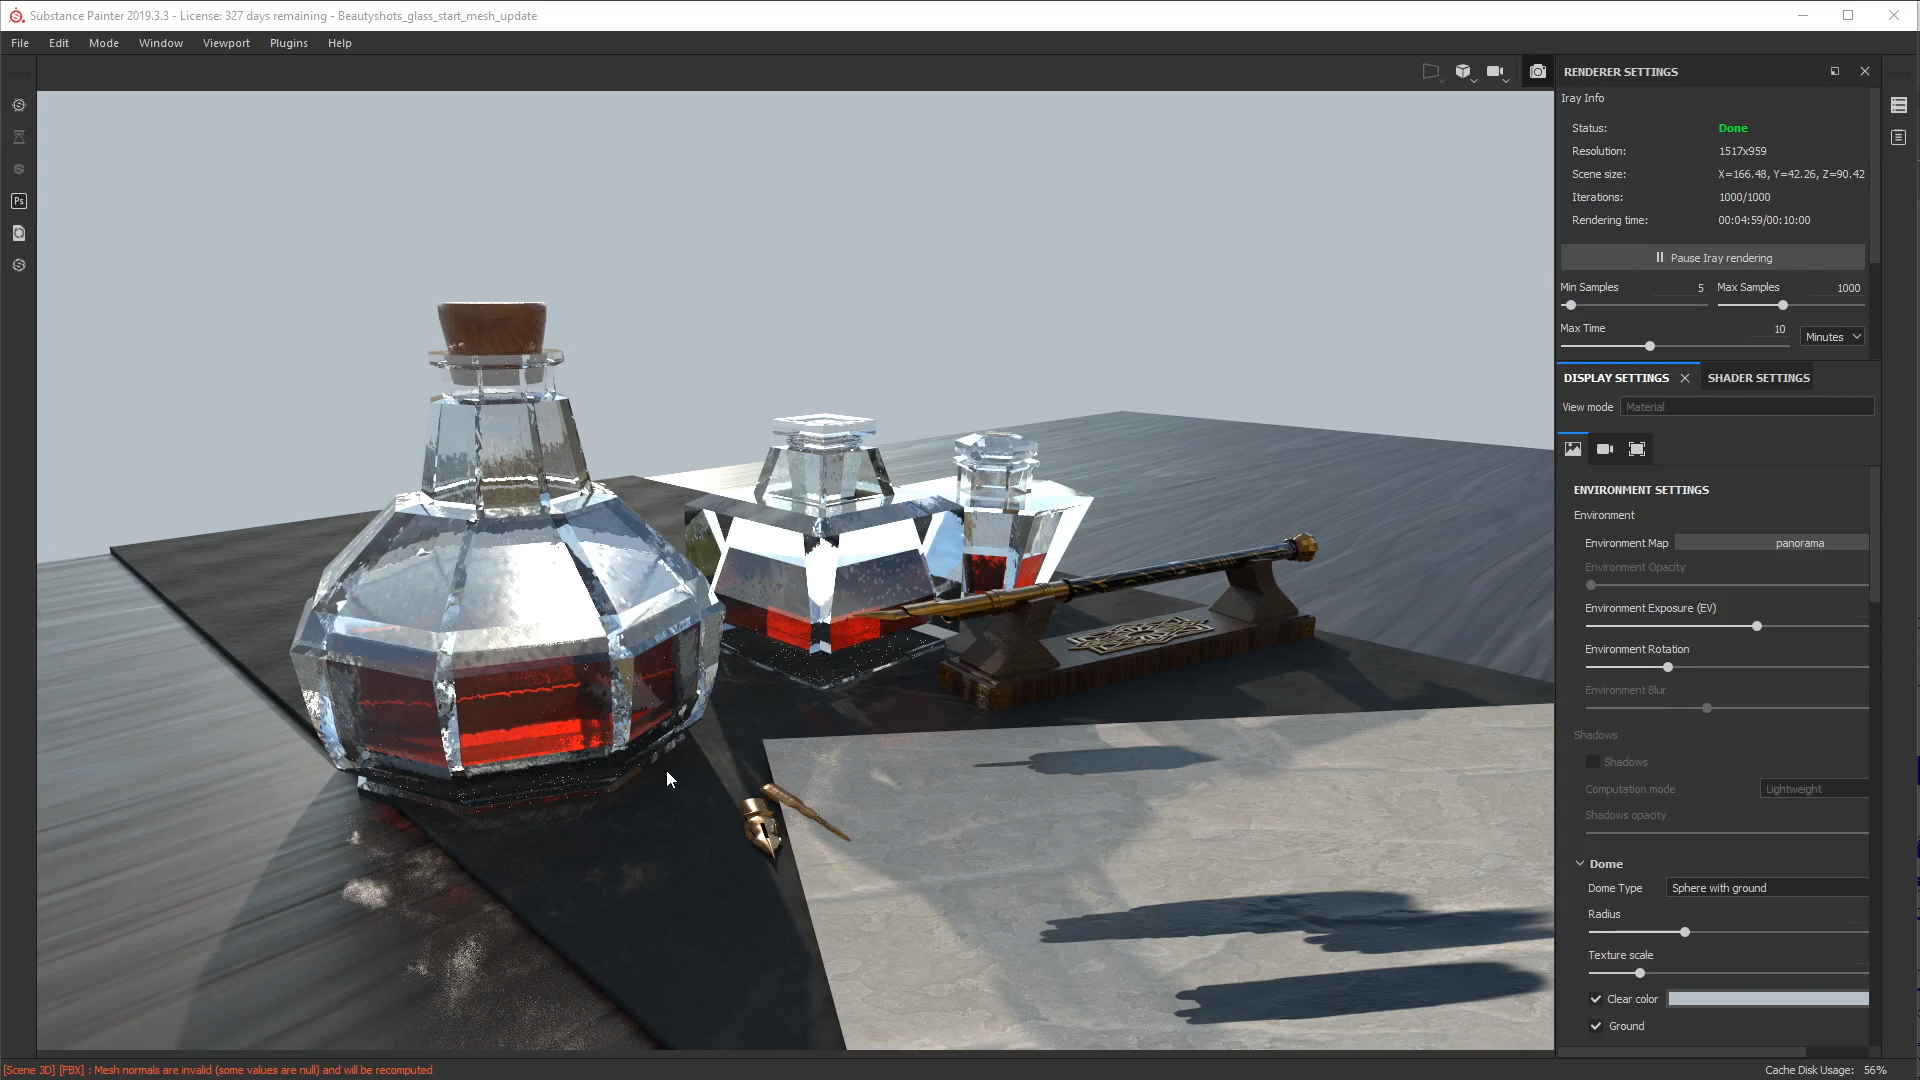 Substance Painter 2019.3.3 - License: 327 days remaining - Beautyshots_glass_start_mesh_update
File Edit Mode Window Viewport Plugins Help
RENDERER SETTINGS
Iray Info
Status: Done
Resolution: 1517x959
Scene size: X=166.48, Y=42.26, Z=90.42
Iterations: 1000/1000
Rendering time: 00:04:59/00:10:00
Pause Iray rendering
Min Samples 5 Max Samples 1000
Max Time 10 Minutes
DISPLAY SETTINGS SHADER SETTINGS
View mode Material
Ps
ENVIRONMENT SETTINGS
Environment
Environment Map panorama
Environment Opacity
Environment Exposure (EV)
Environment Rotation
Environment Blur
Shadows
Shadows
Computation mode Lightweight
Shadows opacity
Dome
Dome Type Sphere with ground
Radius
Texture scale
Clear color
Ground
[Scene 3D] [FBX] : Mesh normals are invalid (some values are null) and will be recomputed
Cache Disk Usage: 56%